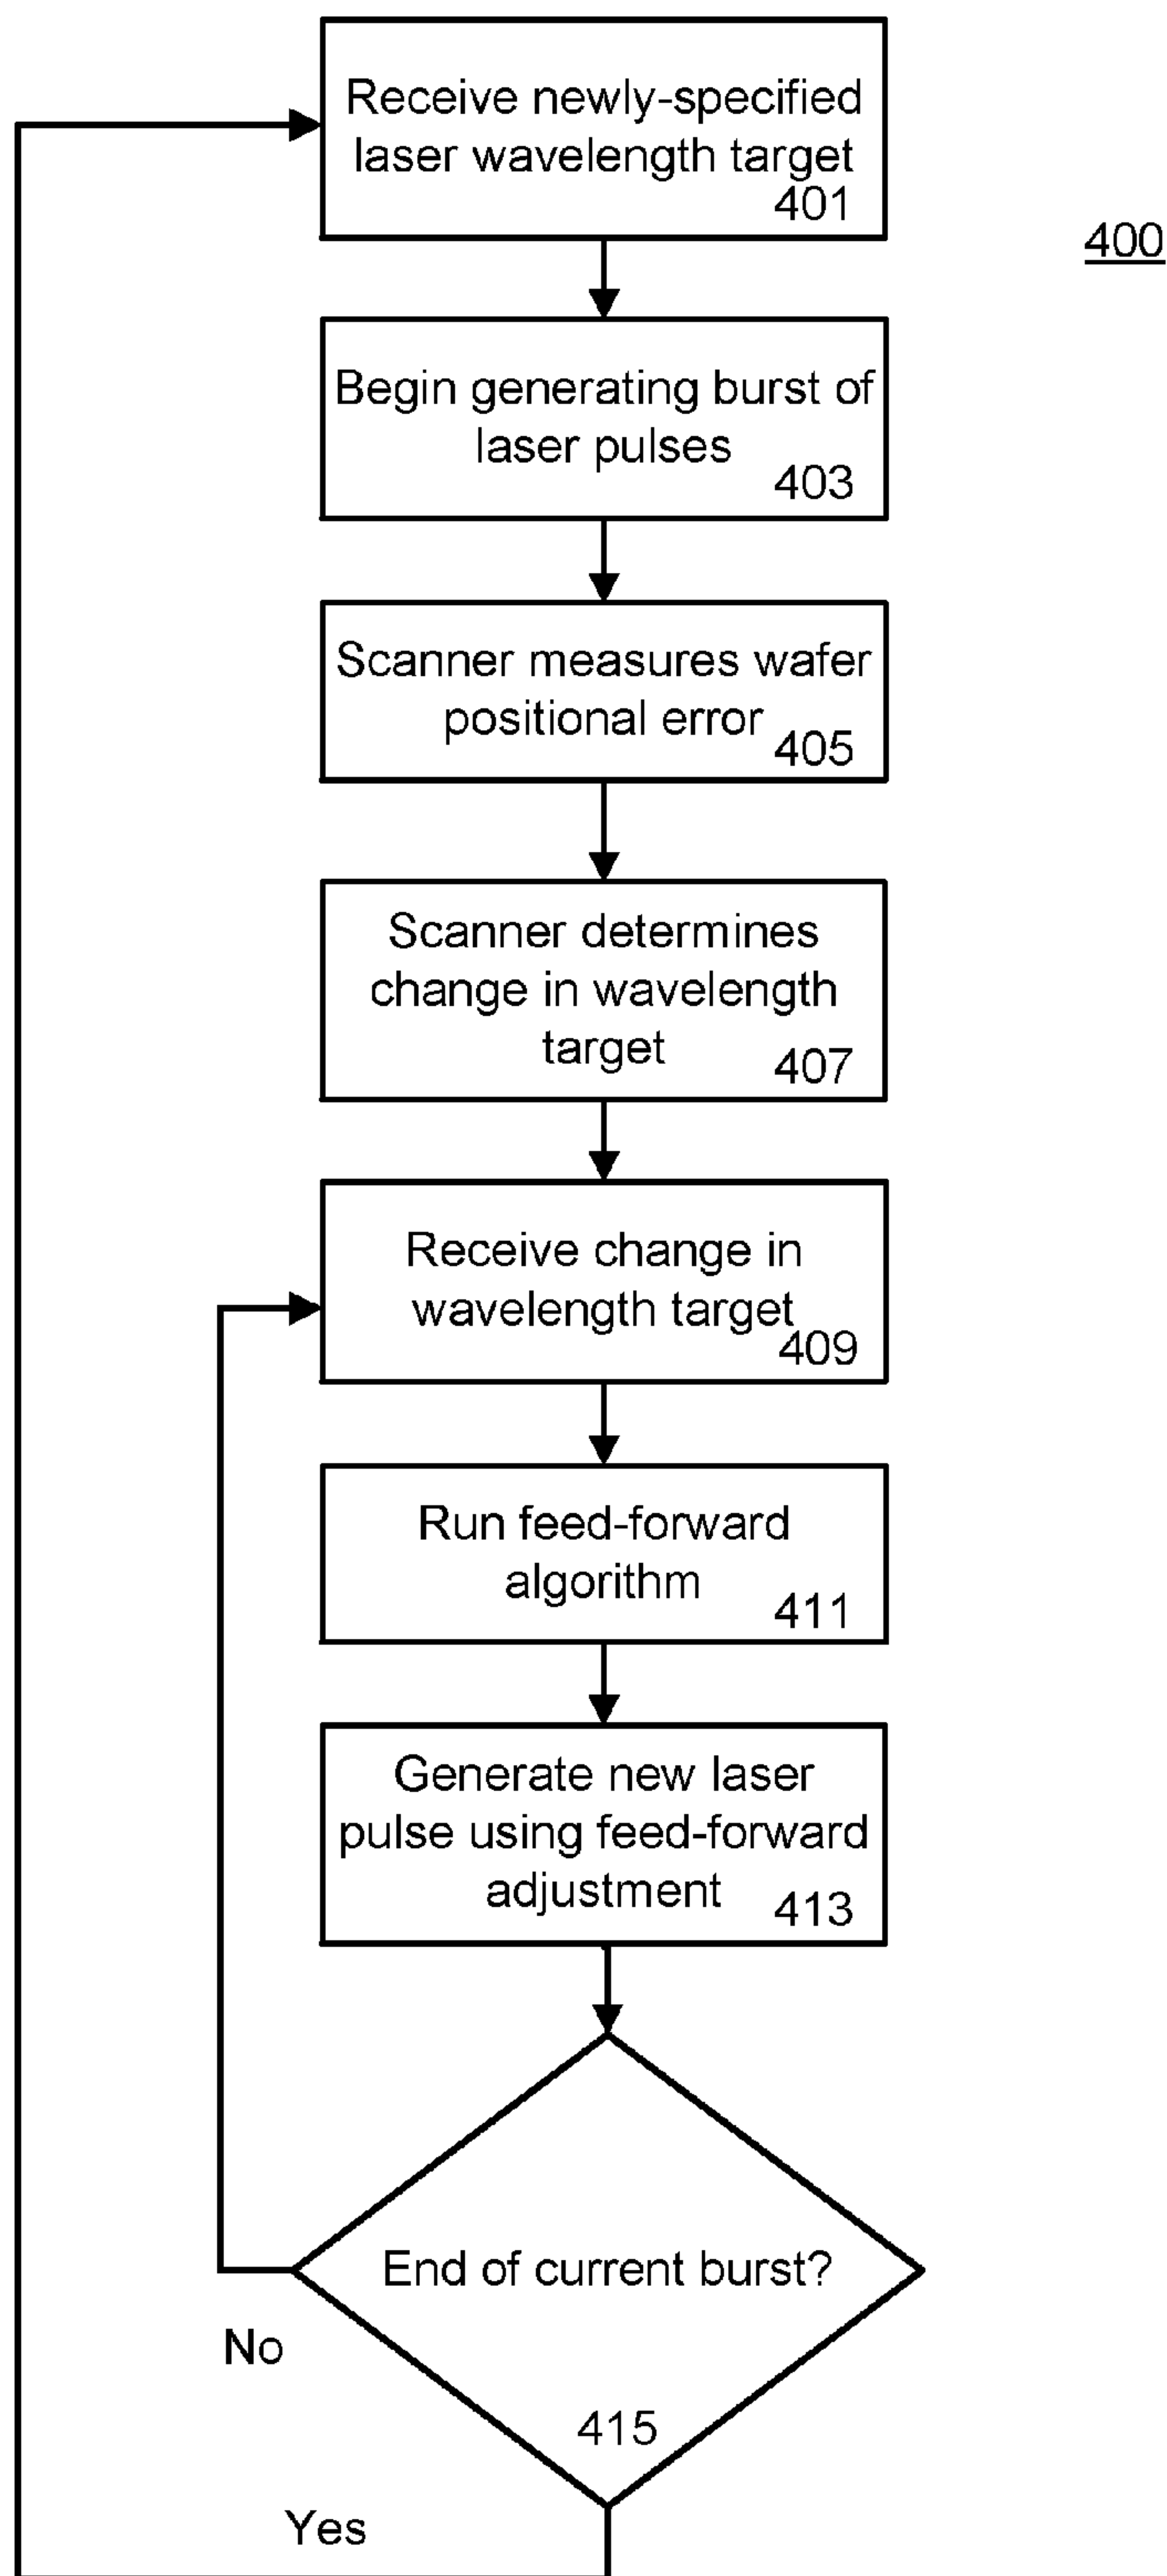 Receive newly-specified
laser wavelength target
401
400
Begin generating burst of
laser pulses
403
Scanner measures wafer
positional error
405
Scanner determines
change in wavelength
target
407
Receive change in
wavelength target
409
Run feed-forward
algorithm
411
Generate new laser
pulse using feed-forward
adjustment
413
End of current burst?
No
415
Yes